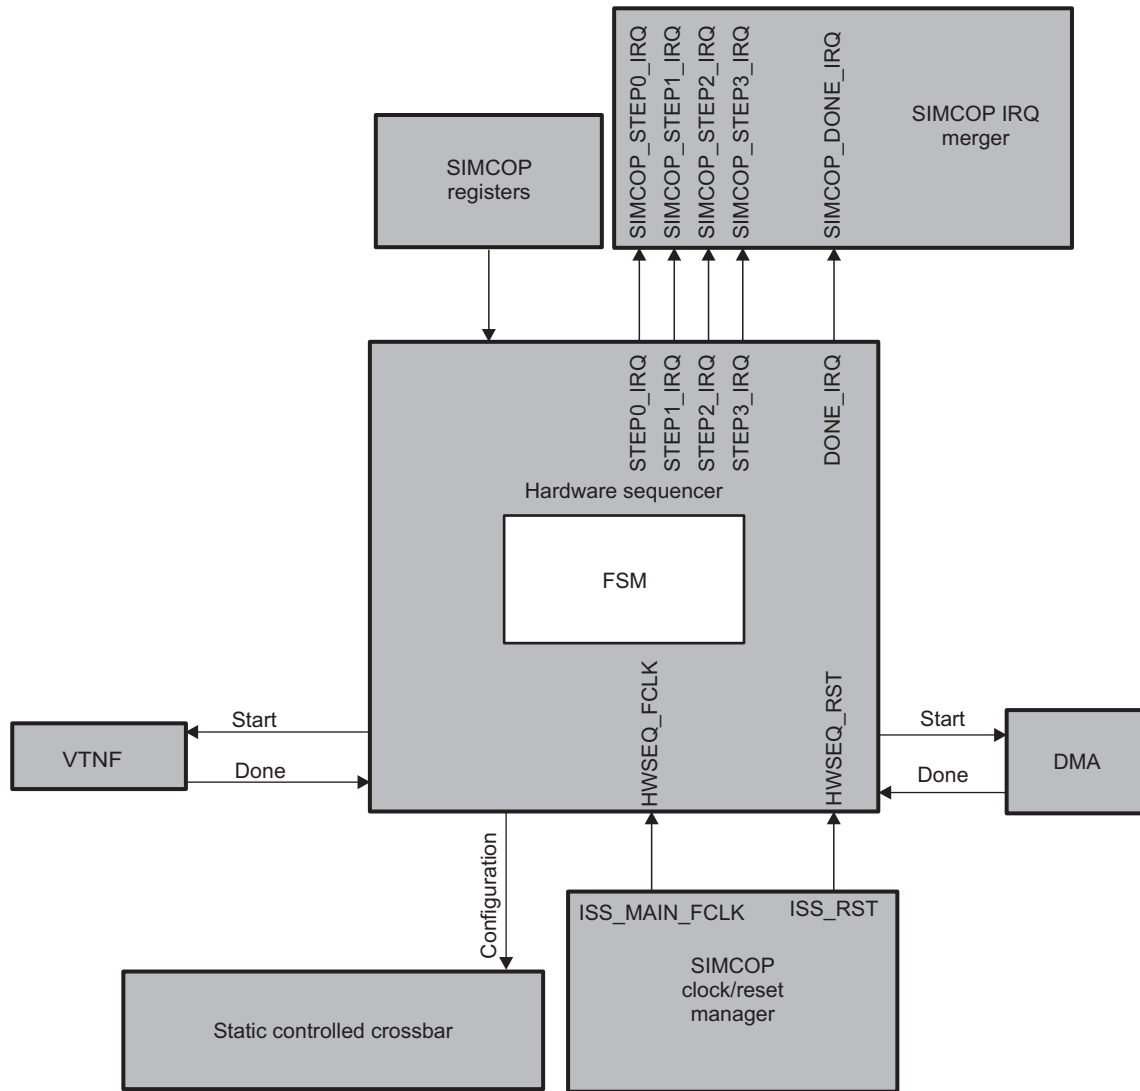 SIMCOP_STEP0_IRQ
SIMCOP_STEP1_IRQ
SIMCOP_STEP2_IRQ
SIMCOP_STEP3_IRQ
SIMCOP_DONE_IRQ
SIMCOP IRQ
merger
SIMCOP
registers
STEP0_IRQ
STEP1_IRQ
STEP2_IRQ
STEP3_IRQ
DONE_IRQ
Hardware sequencer
FSM
HWSEQ_FCLK
HWSEQ_RST
Start
VTNF
Done
Start
DMA
Done
Configuration
ISS_MAIN_FCLK
ISS_RST
SIMCOP
clock/reset
manager
Static controlled crossbar